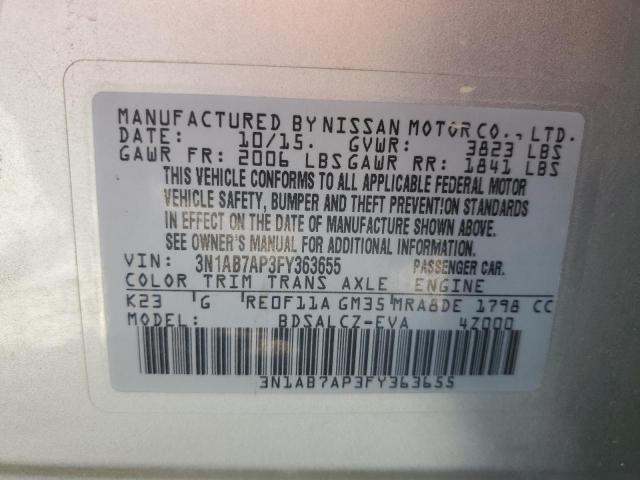 MANUFACTURED BY NISSAN MOTOR CO., LTD.
DATE: 10/15. GVWR: 3823 LBS
GAWR FR: 2006 LBS GAWR RR: 1841 LBS
THIS VEHICLE CONFORMS TO ALL APPLICABLE FEDERAL MOTOR
VEHICLE SAFETY, BUMPER AND THEFT PREVENTION STANDARDS
IN EFFECT ON THE DATE OF MANUFACTURE SHOWN ABOVE.
SEE OWNER'S MANUAL FOR ADDITIONAL INFORMATION.
VIN: 3N1AB7AP3FY363655 PASSENGER CAR.
COLOR TRIM TRANS AXLE ENGINE
K23 G RE0F11A GM35 MRA8DE 1798 CC
MODEL: BDSALCZ-EVA 4Z000
3N1AB7AP3FY363655